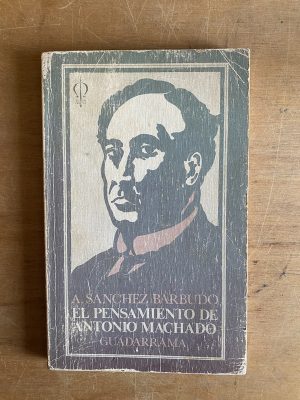 A. SANCHEZ BARBUDO
EL PENSAMIENTO DE
ANTONIO MACHADO
GUADARRAMA